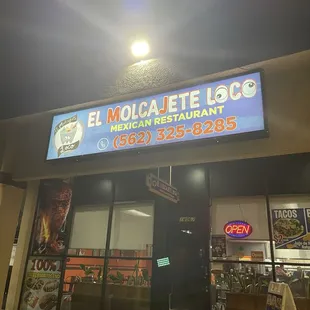 EL MOLCAJETE LOCO
MEXICAN RESTAURANT
(562) 325-8285
OPEN
TACOS
100%